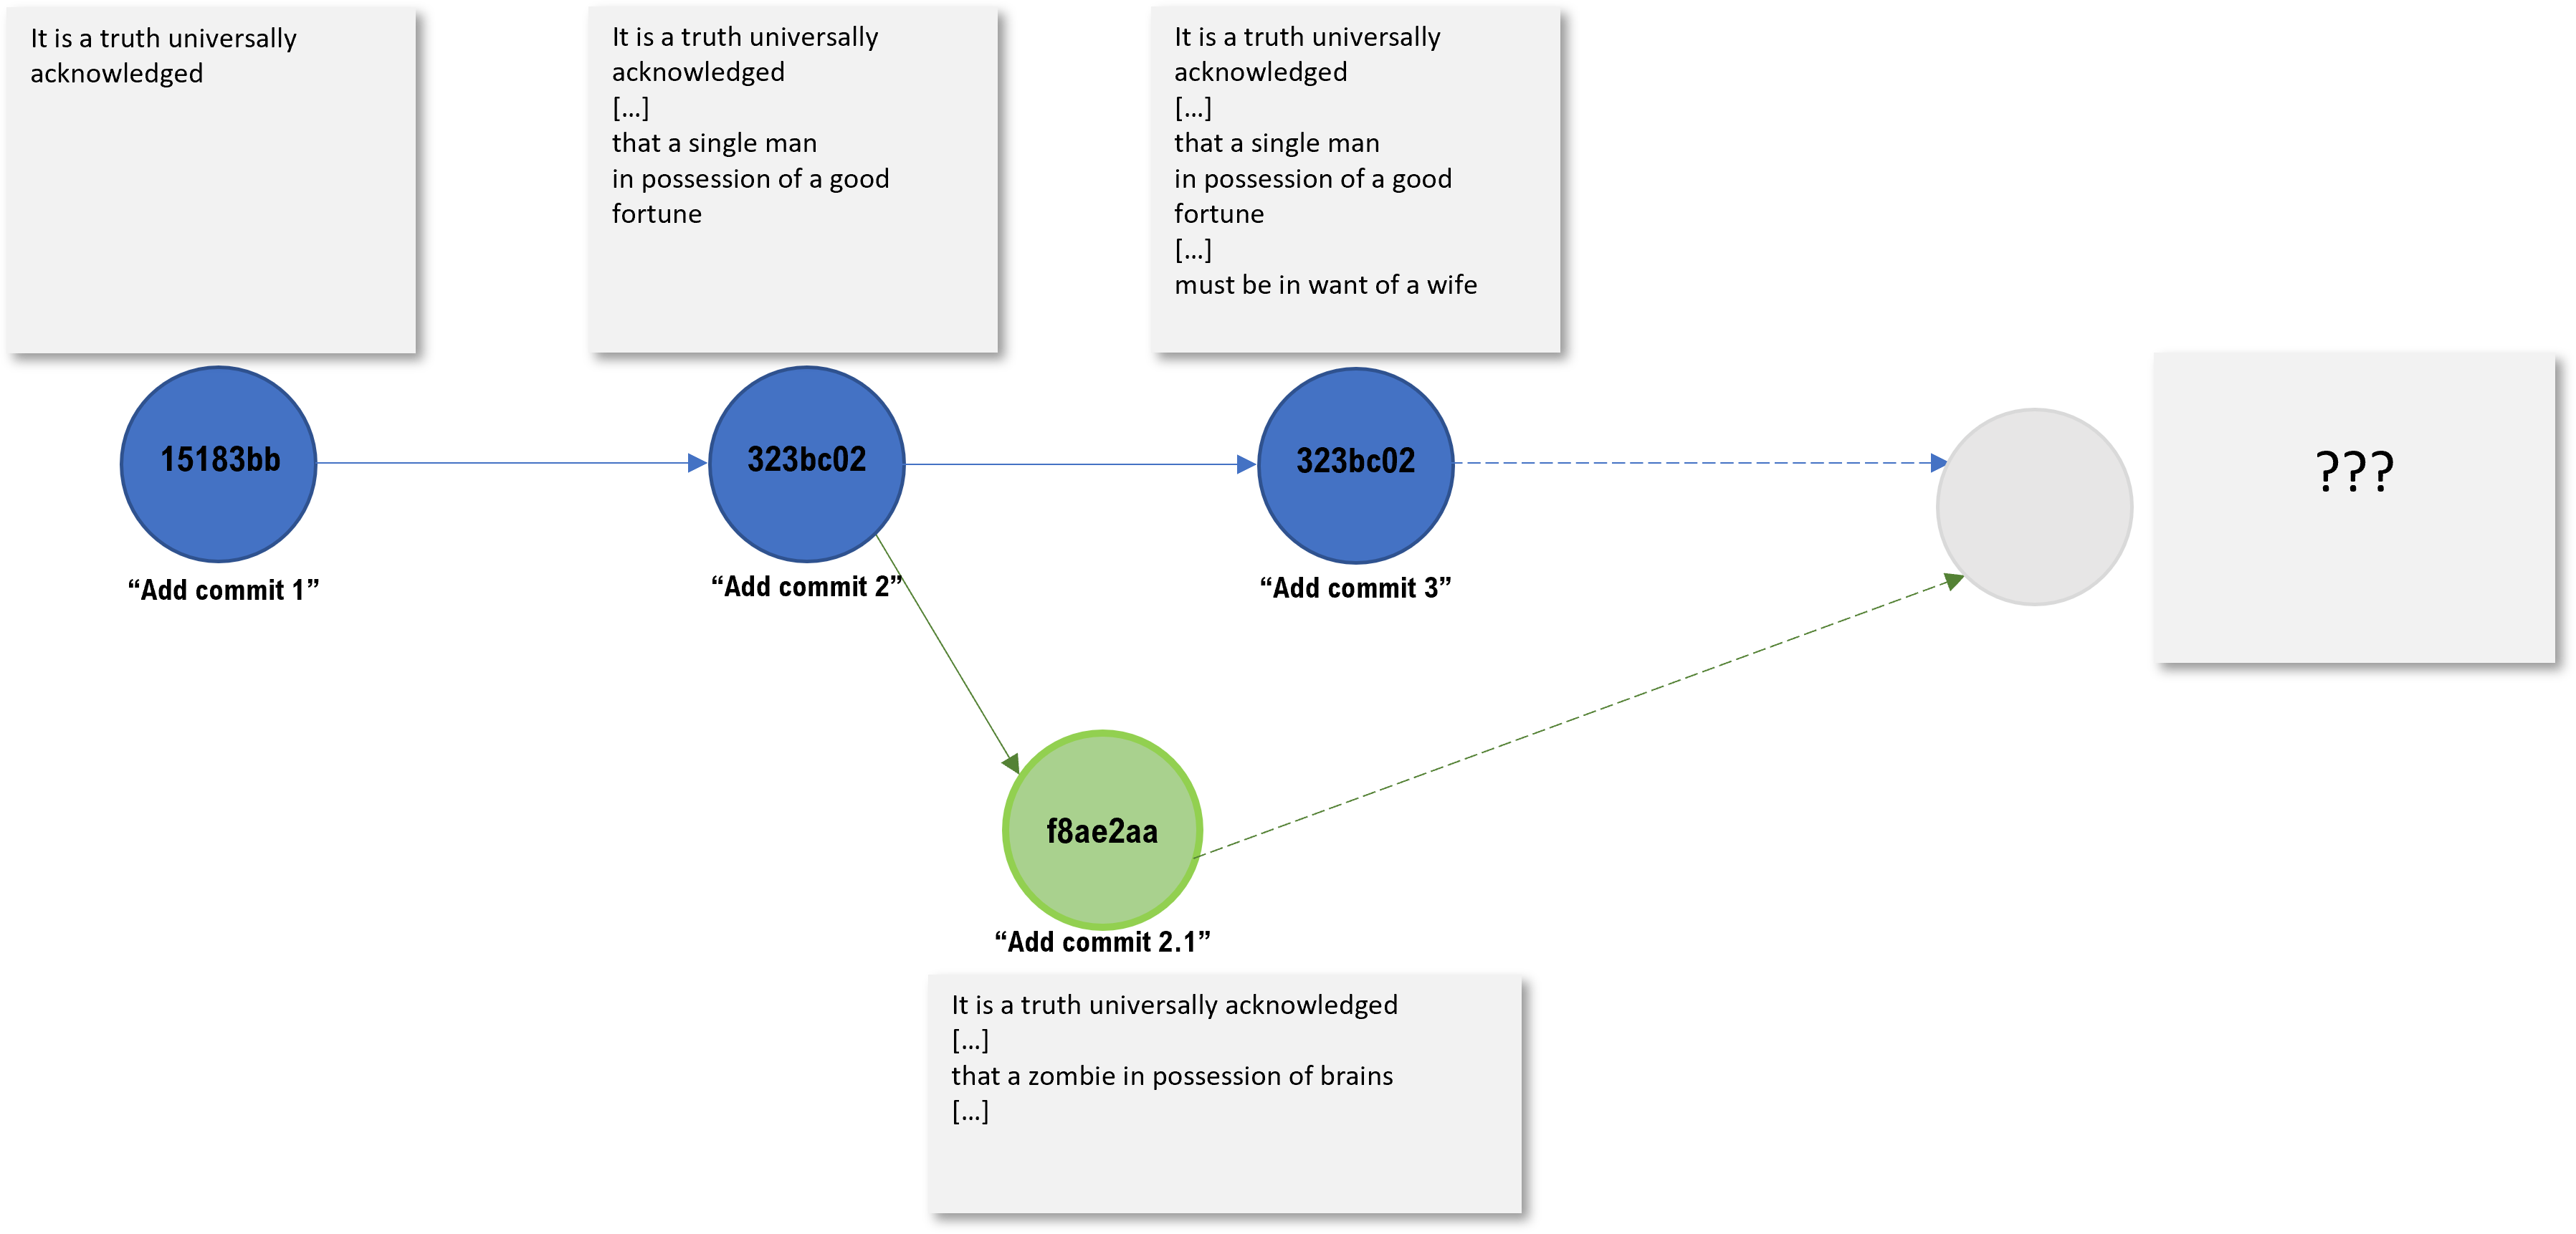 It is a truth universally
acknowledged
It is a truth universally
acknowledged
[…]
that a single man
in possession of a good
fortune
It is a truth universally
acknowledged
[…]
that a single man
in possession of a good
fortune
[…]
must be in want of a wife
15183bb
323bc02
323bc02
???
“Add commit 1”
“Add commit 2”
“Add commit 3”
f8ae2aa
“Add commit 2.1”
It is a truth universally acknowledged
[…]
that a zombie in possession of brains
[…]